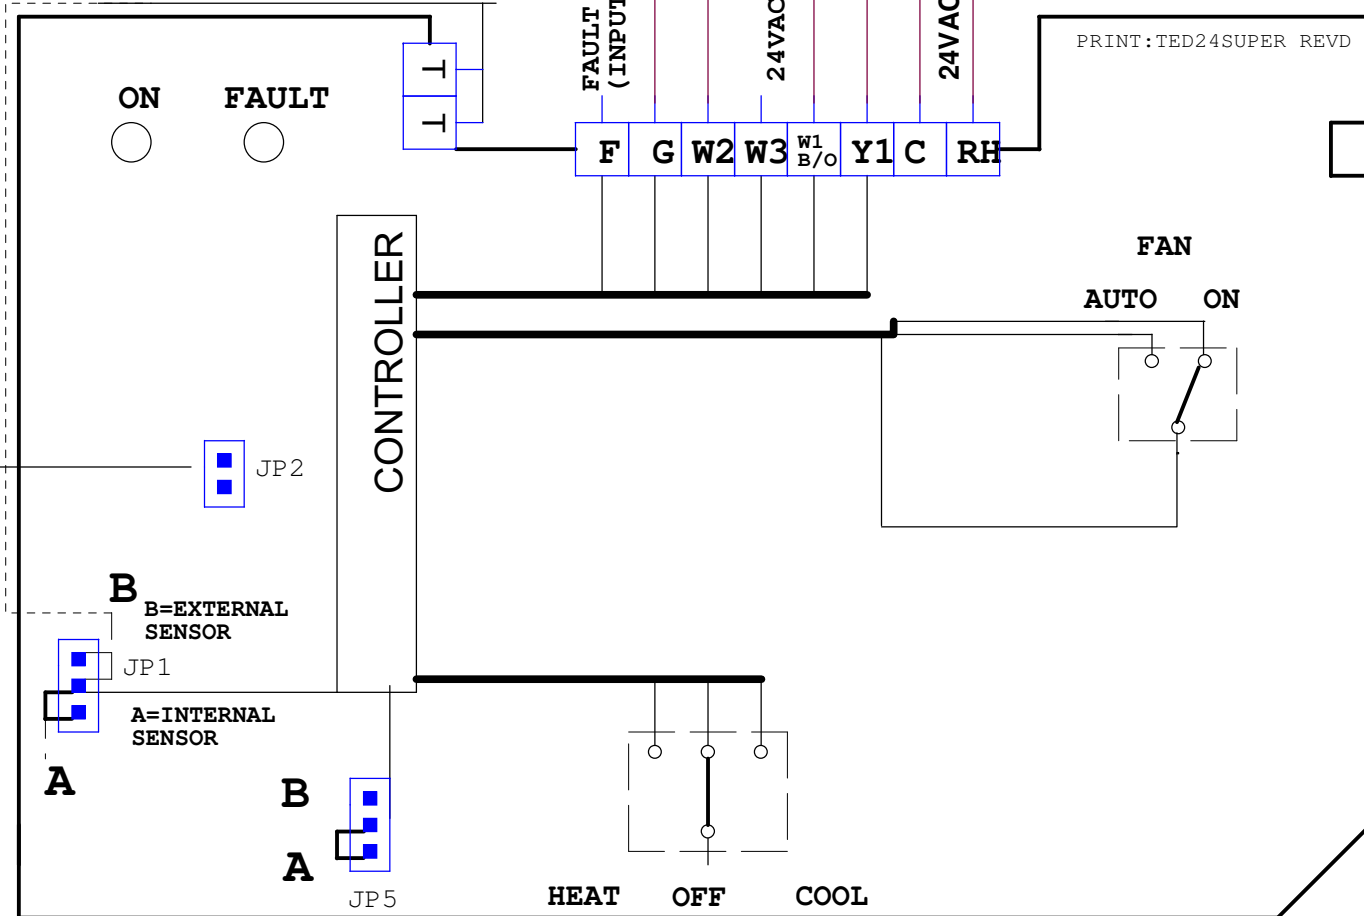 FAULT
(INPUT
24VAC
24VAC
PRINT:TED24SUPER REVD
ON FAULT
T
T
F G W2 W3 W1 B/O Y1 C RH
FAN
AUTO ON
CONTROLLER
JP2
B
B=EXTERNAL
SENSOR
JP1
A=INTERNAL
SENSOR
A
B
A
JP5
HEAT OFF COOL